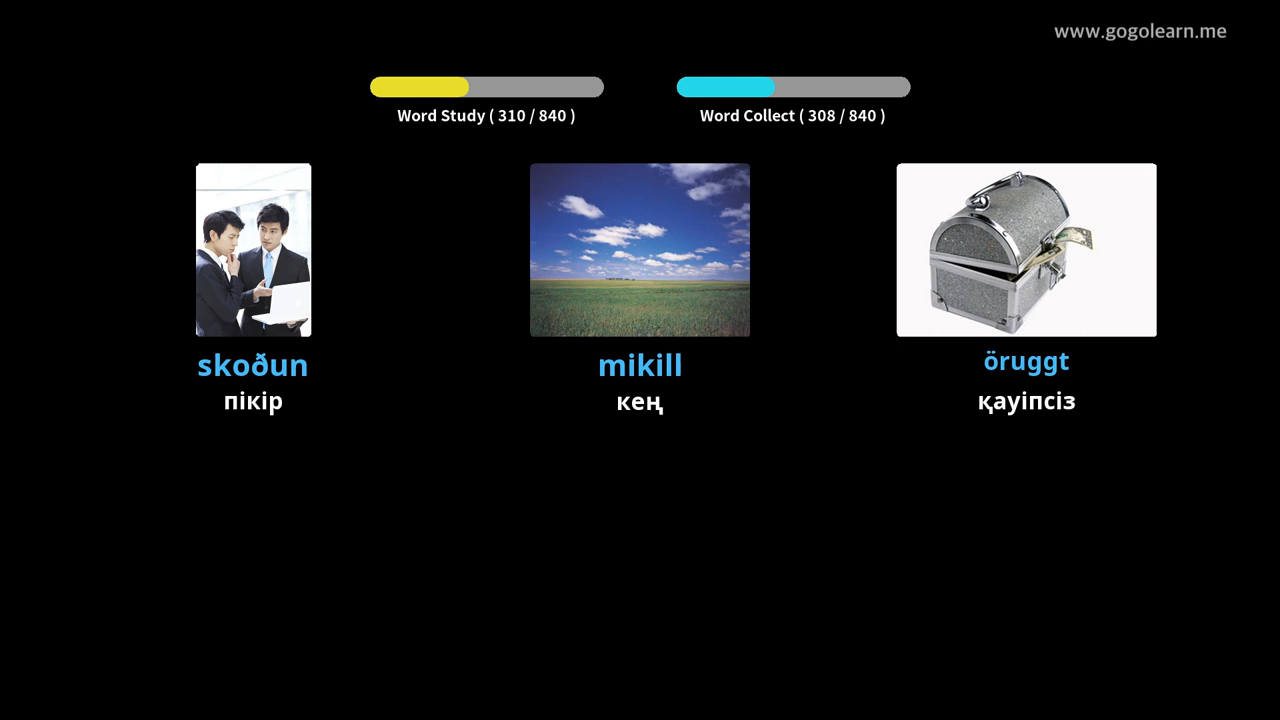 www.gogolearn.me
Word Study ( 310 / 840 )
Word Collect ( 308 / 840 )
skoðun
пікір
mikill
кең
öruggt
қауіпсіз